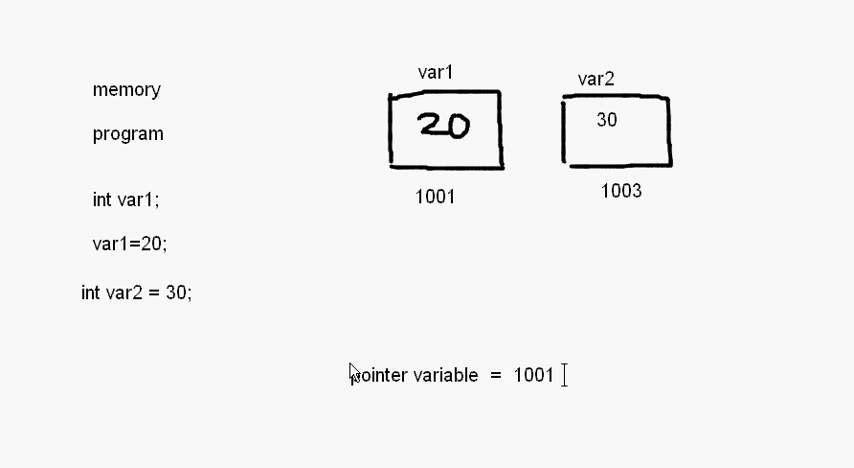 memory
program
int var1;
var1=20;
int var2 = 30;
var1
20
1001
var2
30
1003
pointer variable = 1001